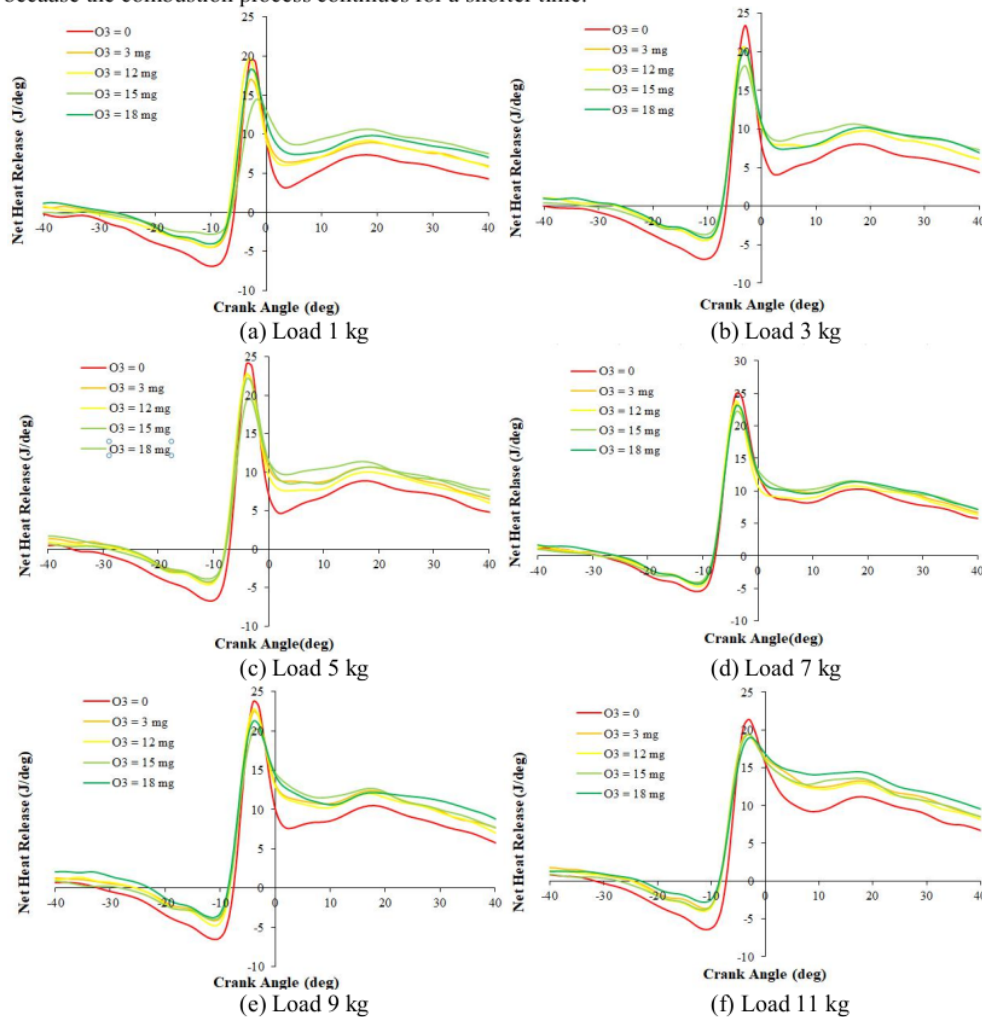 because the combustion process continues for a shorter time.
Net Heat Release (J/deg)
25
20
15
10
5
0
-5
-10
-40
-30
-20
-10
0
10
20
30
40
O3 = 0
O3 = 3 mg
O3 = 12 mg
O3 = 15 mg
O3 = 18 mg
Crank Angle (deg)
(a) Load 1 kg
Net Heat Release (J/deg)
25
20
15
10
5
0
-5
-10
-40
-30
-20
-10
0
10
20
30
40
O3 = 0
O3 = 3 mg
O3 = 12 mg
O3 = 15 mg
O3 = 18 mg
Crank Angle (deg)
(b) Load 3 kg
Net Heat Release (J/deg)
25
20
15
10
5
0
-5
-10
-40
-30
-20
-10
0
10
20
30
40
O3 = 0
O3 = 3 mg
O3 = 12 mg
O3 = 15 mg
O3 = 18 mg
Crank Angle(deg)
(c) Load 5 kg
Net Heat Release (J/deg)
30
25
20
15
10
5
0
-5
-10
-40
-30
-20
-10
0
10
20
30
40
O3 = 0
O3 = 3 mg
O3 = 12 mg
O3 = 15 mg
O3 = 18 mg
Crank Angle(deg)
(d) Load 7 kg
Net Heat Release (J/deg)
25
20
15
10
5
0
-5
-10
-40
-30
-20
-10
0
10
20
30
40
O3 = 0
O3 = 3 mg
O3 = 12 mg
O3 = 15 mg
O3 = 18 mg
Crank Angle (deg)
(e) Load 9 kg
Net Heat Release (J/deg)
25
20
15
10
5
0
-5
-10
-40
-30
-20
-10
0
10
20
30
40
O3 = 0
O3 = 3 mg
O3 = 12 mg
O3 = 15 mg
O3 = 18 mg
Crank Angle (deg)
(f) Load 11 kg